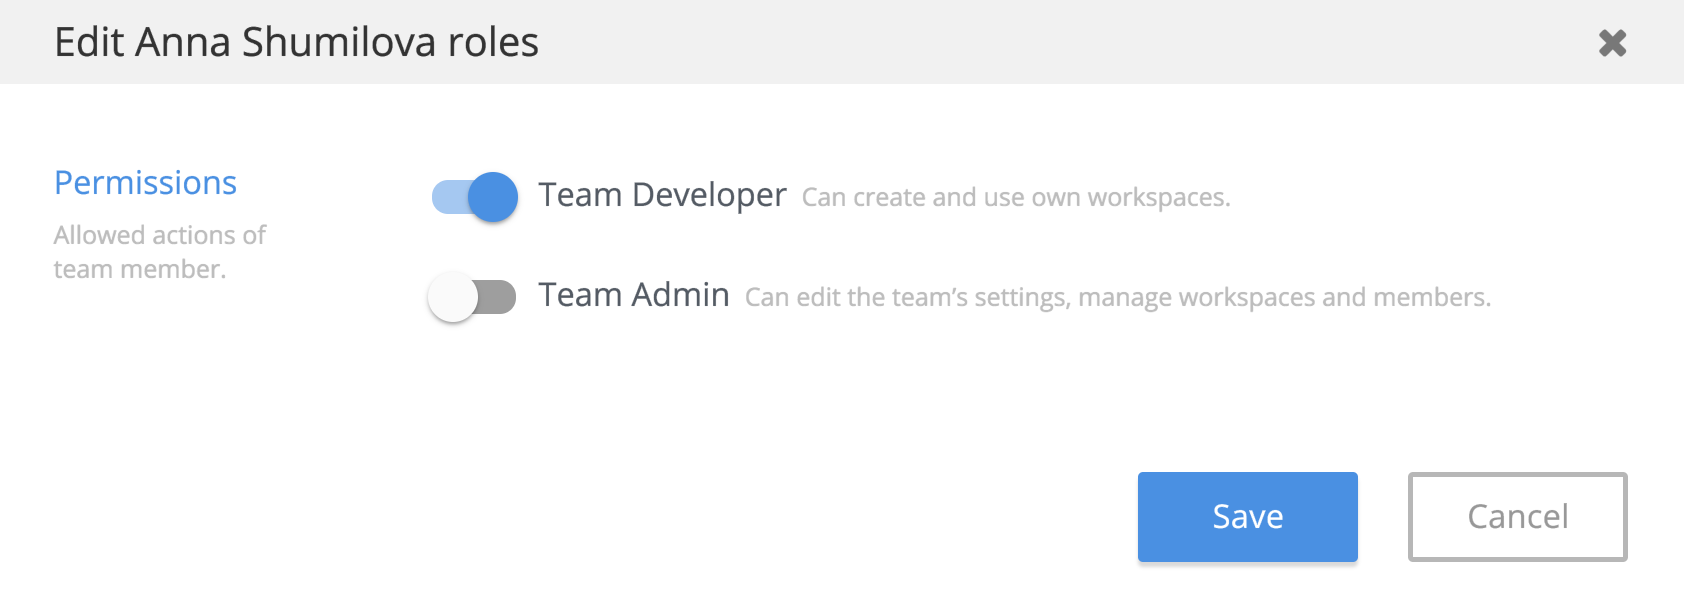 Edit Anna Shumilova roles
Permissions
Allowed actions of
team member.
Team Developer Can create and use own workspaces.
Team Admin Can edit the team’s settings, manage workspaces and members.
Save
Cancel